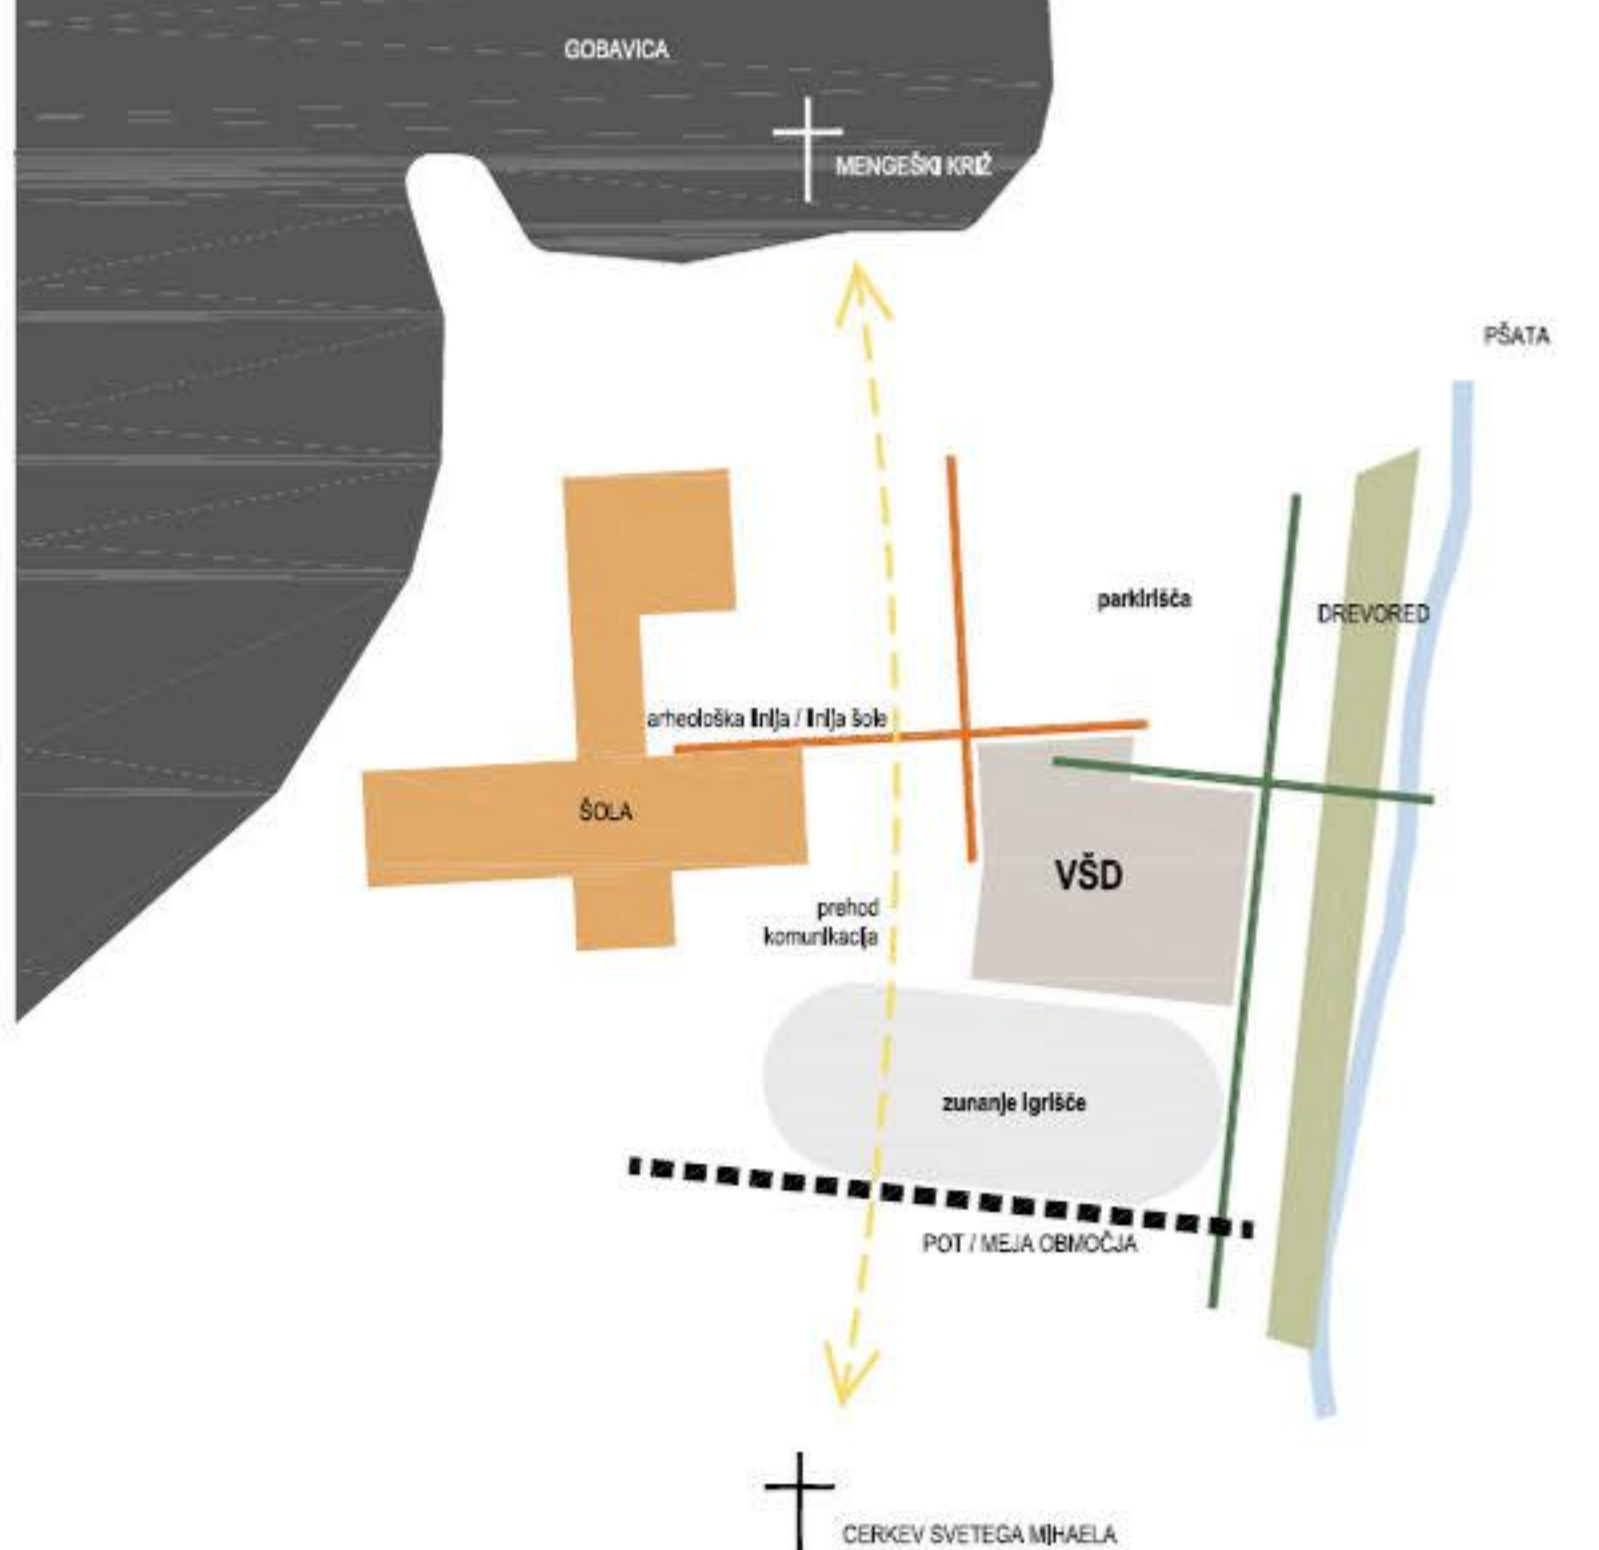 GOBAVICA
MENGEŠKI KRIŽ
PŠATA
parkirišča
DREVORED
arheološka linija / linija šole
ŠOLA
VŠD
prehod
komunikacija
zunanje igrišče
POT / MEJA OBMOČJA
CERKEV SVETEGA MIHAELA